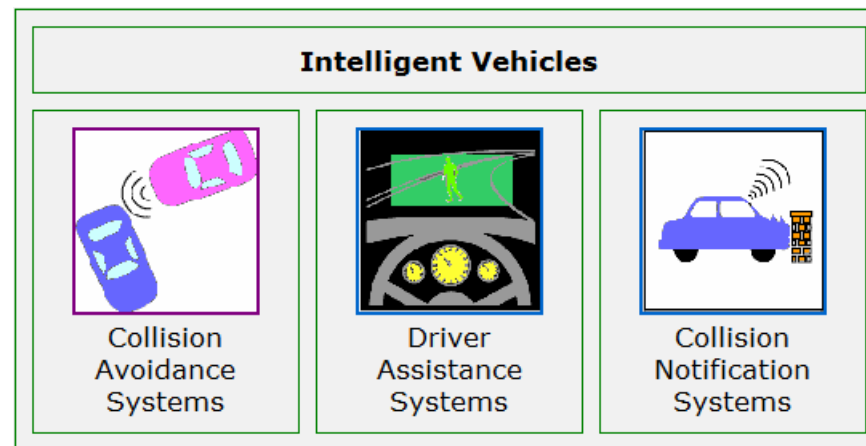 Intelligent Vehicles
Collision
Avoidance
Systems
Driver
Assistance
Systems
Collision
Notification
Systems